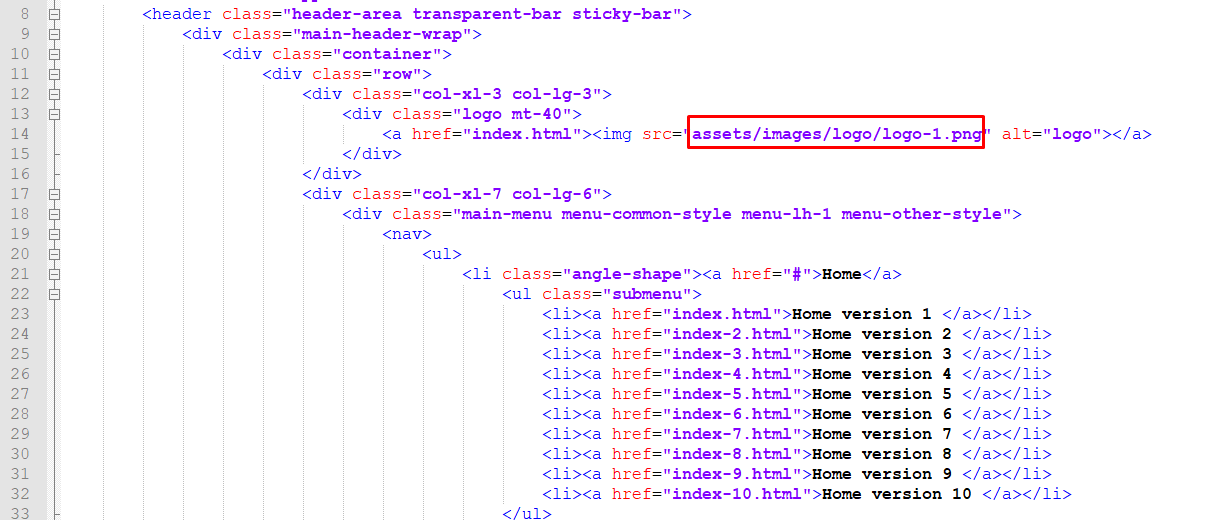 8 <header class="header-area transparent-bar sticky-bar">
9 <div class="main-header-wrap">
10 <div class="container">
11 <div class="row">
12 <div class="col-xl-3 col-lg-3">
13 <div class="logo mt-40">
14 <a href="index.html"><img src="assets/images/logo/logo-1.png" alt="logo"></a>
15 </div>
16 </div>
17 <div class="col-xl-7 col-lg-6">
18 <div class="main-menu menu-common-style menu-lh-1 menu-other-style">
19 <nav>
20 <ul>
21 <li class="angle-shape"><a href="#">Home</a>
22 <ul class="submenu">
23 <li><a href="index.html">Home version 1 </a></li>
24 <li><a href="index-2.html">Home version 2 </a></li>
25 <li><a href="index-3.html">Home version 3 </a></li>
26 <li><a href="index-4.html">Home version 4 </a></li>
27 <li><a href="index-5.html">Home version 5 </a></li>
28 <li><a href="index-6.html">Home version 6 </a></li>
29 <li><a href="index-7.html">Home version 7 </a></li>
30 <li><a href="index-8.html">Home version 8 </a></li>
31 <li><a href="index-9.html">Home version 9 </a></li>
32 <li><a href="index-10.html">Home version 10 </a></li>
33 </ul>